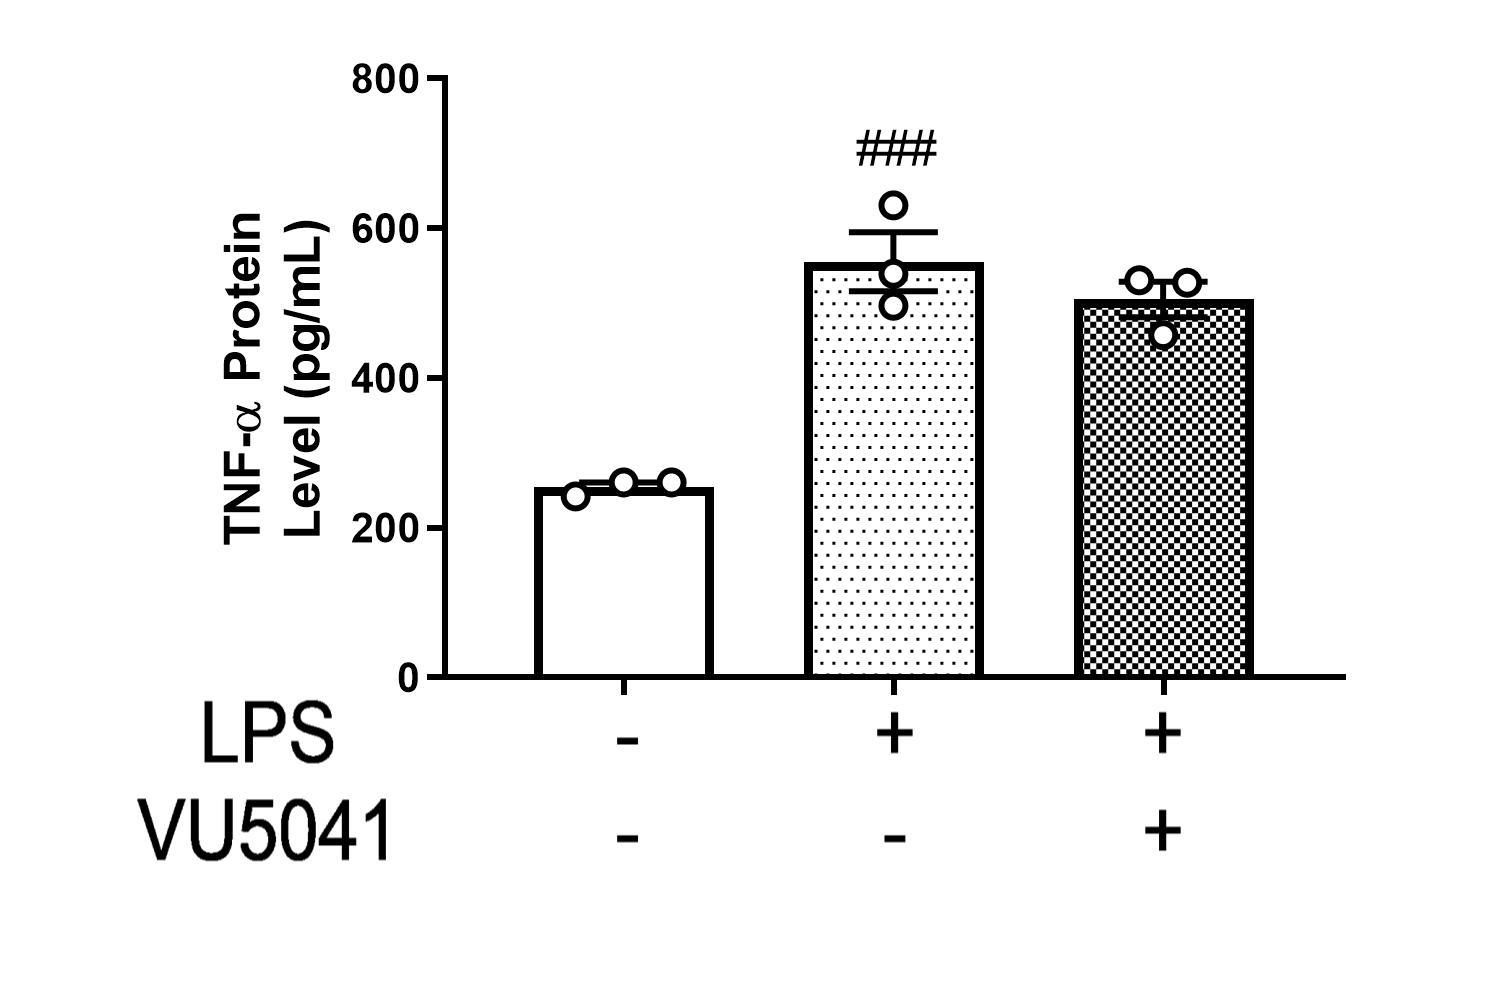 800
###
600
400
200
0
TNF-α Protein
Level (pg/mL)
LPS - + +
VU5041 - - +